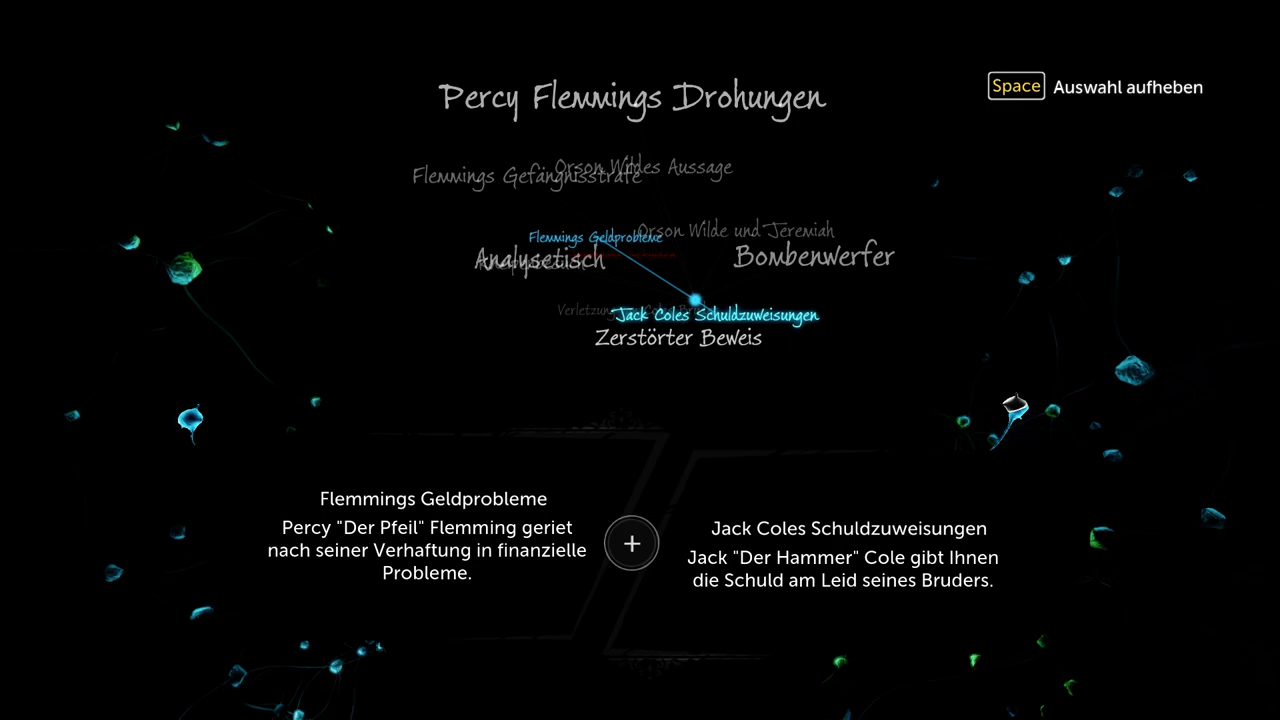 Percy Flemmings Drohungen
Space Auswahl aufheben
Orson Wildes Aussage
Flemmings Gefängnisstrafe
Orson Wilde und Jeremiah
Flemmings Geldprobleme
Analysetisch
Bombenwerfer
Jack Coles Schuldzuweisungen
Zerstörter Beweis
Flemmings Geldprobleme
Percy "Der Pfeil" Flemming geriet
nach seiner Verhaftung in finanzielle
Probleme.
Jack Coles Schuldzuweisungen
Jack "Der Hammer" Cole gibt Ihnen
die Schuld am Leid seines Bruders.